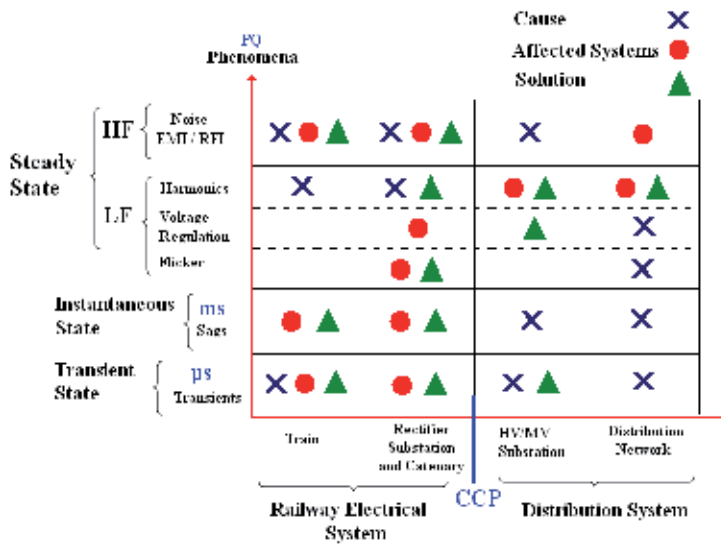 PQ
Phenomena
Cause
Affected Systems
Solution
Steady
State
HF
Noise
EMI / RFI
LF
Harmonics
Voltage
Regulation
Flicker
Instantaneous
State
ms
Sags
Transient
State
µs
Transients
Train
Rectifier
Substation
and Catenary
HV/MV
Substation
Distribution
Network
CCP
Railway Electrical
System
Distribution System